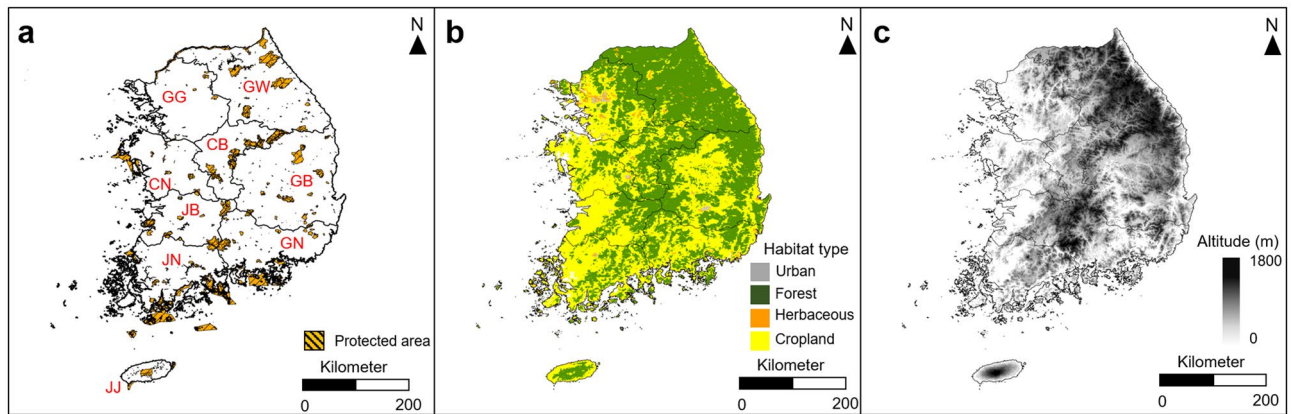 a
N
GG
GW
CB
CN
GB
JB
GN
JN
JJ
Protected area
Kilometer
0 200
b
N
Habitat type
Urban
Forest
Herbaceous
Cropland
Kilometer
0 200
c
N
Altitude (m)
1800
0
Kilometer
0 200